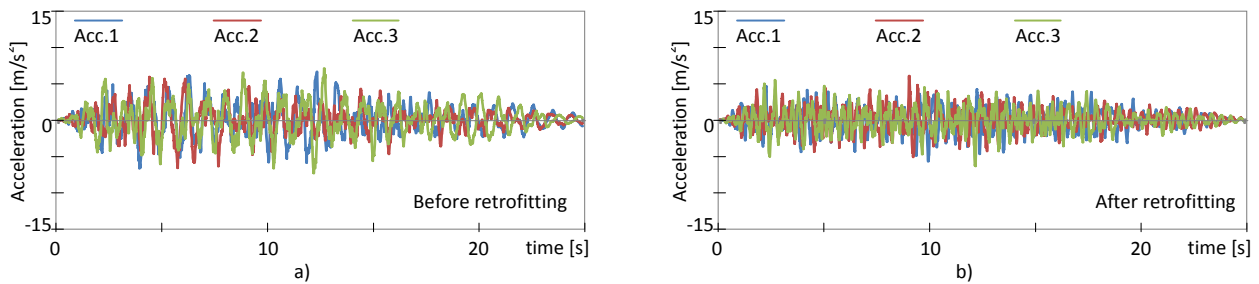 15
Acc.1 Acc.2 Acc.3
Acceleration [m/s²]
0
Before retrofitting
-15
0 10 20 time [s]
a)
15
Acc.1 Acc.2 Acc.3
Acceleration [m/s²]
0
After retrofitting
-15
0 10 20 time [s]
b)